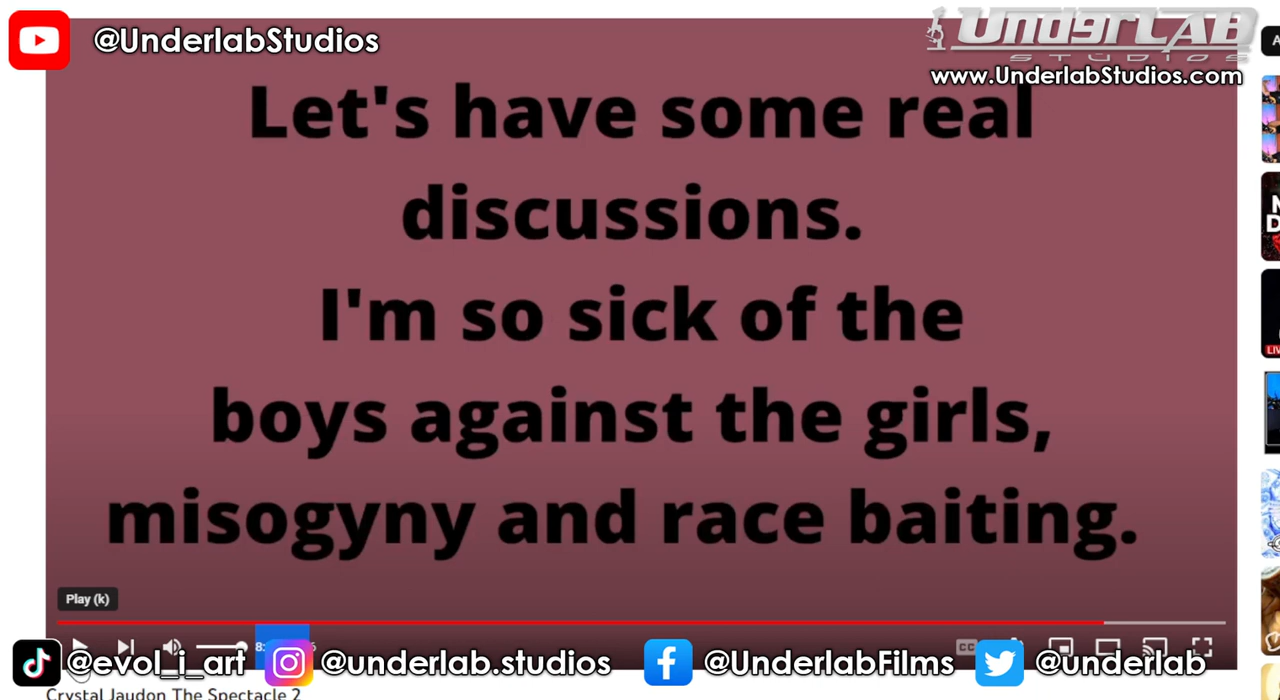 @UnderlabStudios
UndərLAB
STUDIOS
www.UnderlabStudios.com
Let's have some real
discussions.
I'm so sick of the
boys against the girls,
misogyny and race baiting.
Play (k)
@evol_i_art
@underlab.studios
@UnderlabFilms
@underlab
Crystal Jaudon The Spectacle 2